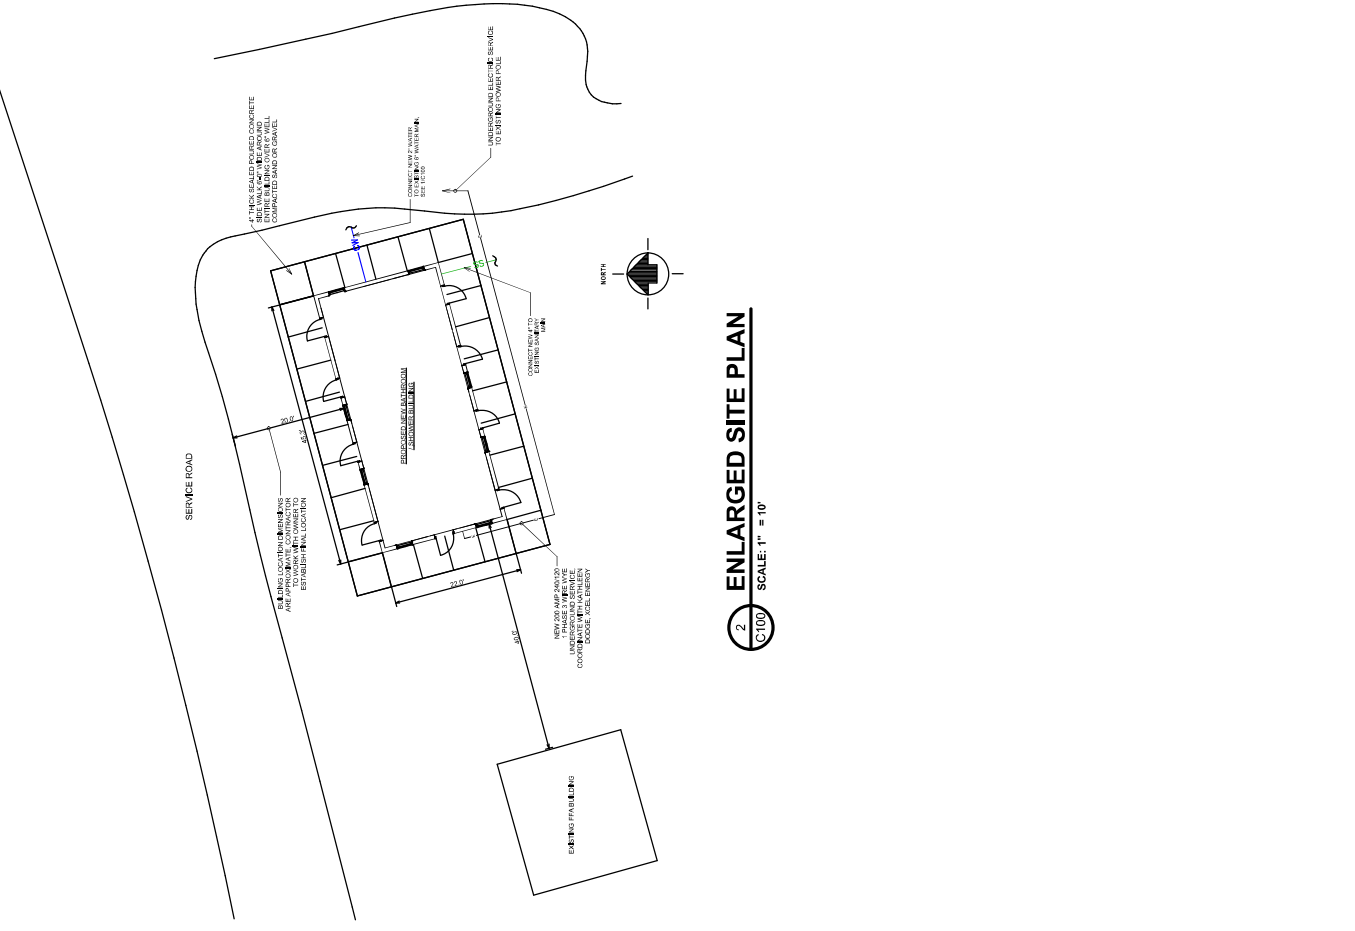 4" THICK SEALED POURED CONCRETE
SIDE WALK 6'-0" WIDE AROUND
ENTIRE BUILDING OVER 6" WELL
COMPACTED SAND OR GRAVEL
CONNECT NEW 2" WATER
TO EXISTING 6" WATER MAIN,
SEE 1/C100
UNDERGROUND ELECTRIC SERVICE
TO EXISTING POWER POLE
CW
SS
NORTH
CONNECT NEW 4" TO
EXISTING SANITARY
MAIN
PROPOSED NEW BATHROOM
/ SHOWER BUILDING
20.0'
SERVICE ROAD
BUILDING LOCATION DIMENSIONS
ARE APPROXIMATE, CONTRACTOR
TO WORK WITH OWNER TO
ESTABLISH FINAL LOCATION
22.0'
40.0'
NEW 200 AMP 240/120
1 PHASE 3 WIRE WYE
UNDERGROUND SERVICE,
COORDINATE WITH KATHLEEN
DODGE, XCEL ENERGY
EXISTING FFA BUILDING
2
C100
ENLARGED SITE PLAN
SCALE: 1" = 10'